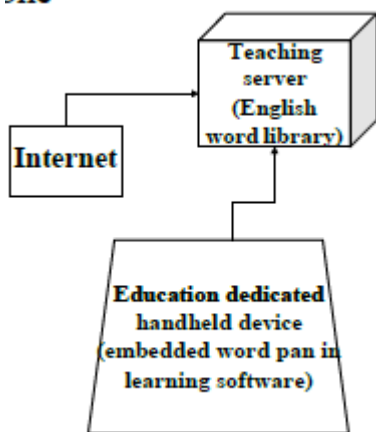 Teaching
server
(English
word library)
Internet
Education dedicated
handheld device
(embedded word pan in
learning software)